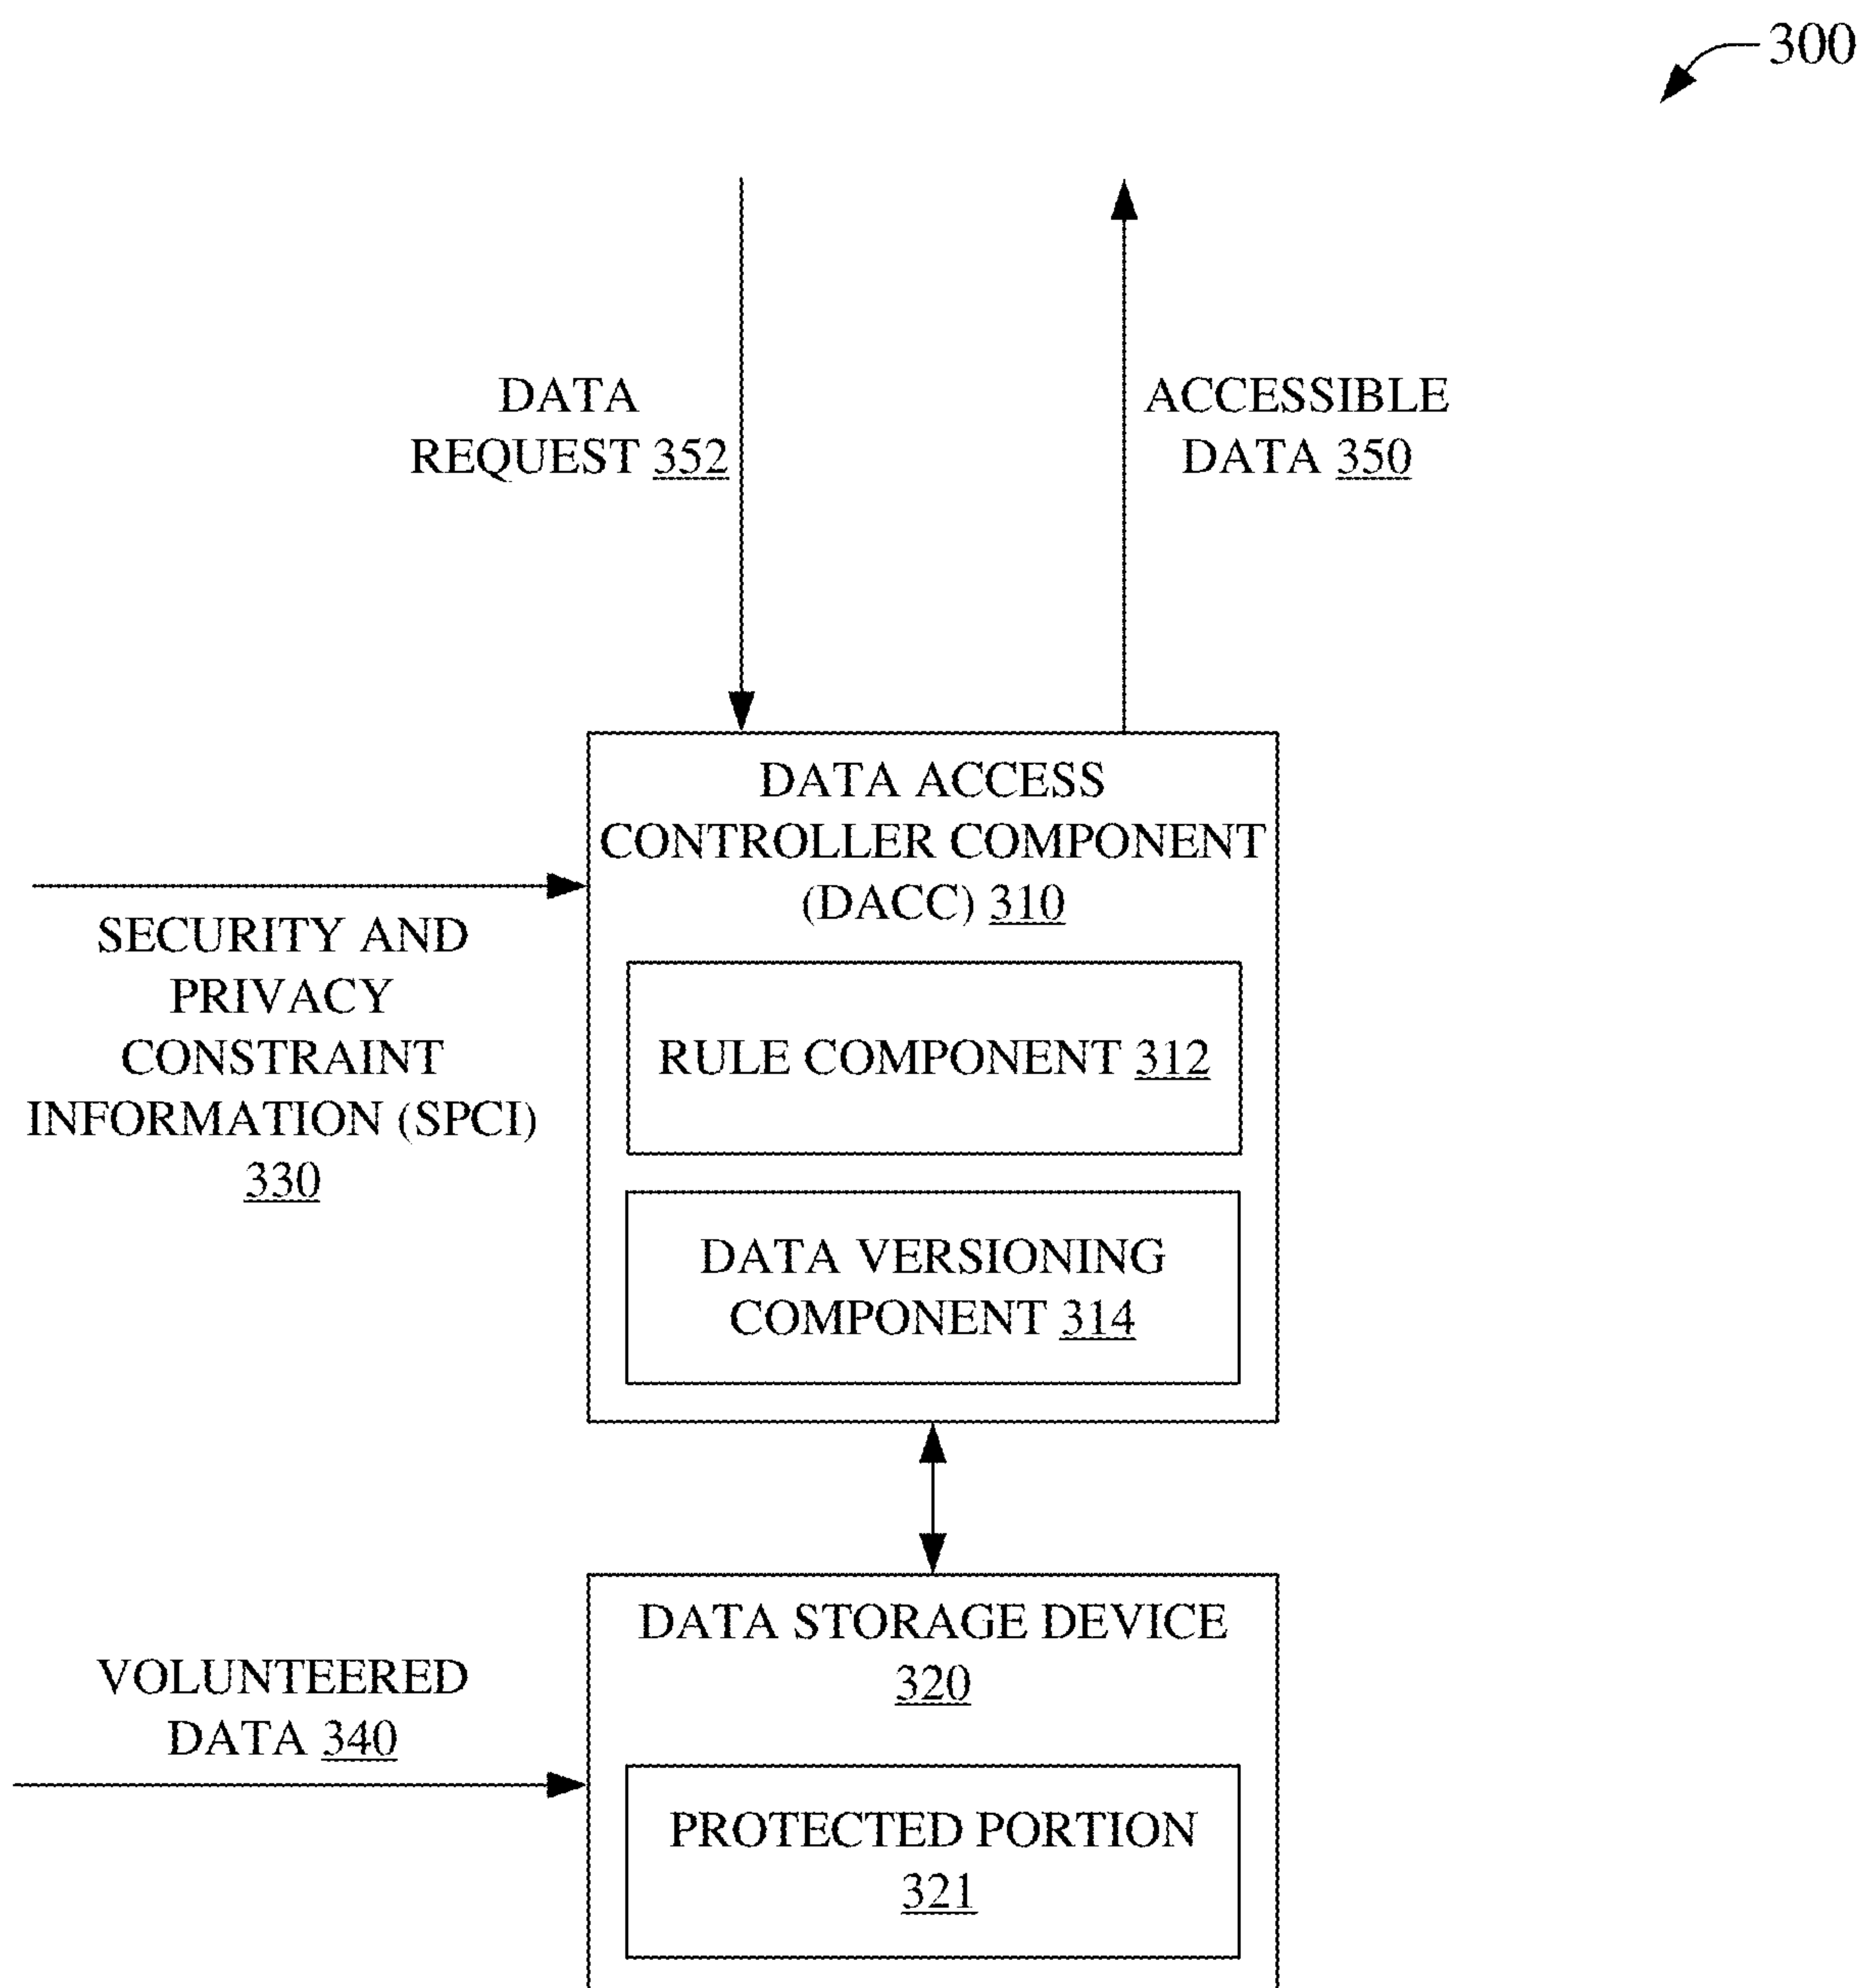 300
DATA
REQUEST 352
ACCESSIBLE
DATA 350
DATA ACCESS
CONTROLLER COMPONENT
(DACC) 310
SECURITY AND
PRIVACY
CONSTRAINT
INFORMATION (SPCI)
330
RULE COMPONENT 312
DATA VERSIONING
COMPONENT 314
DATA STORAGE DEVICE
320
VOLUNTEERED
DATA 340
PROTECTED PORTION
321